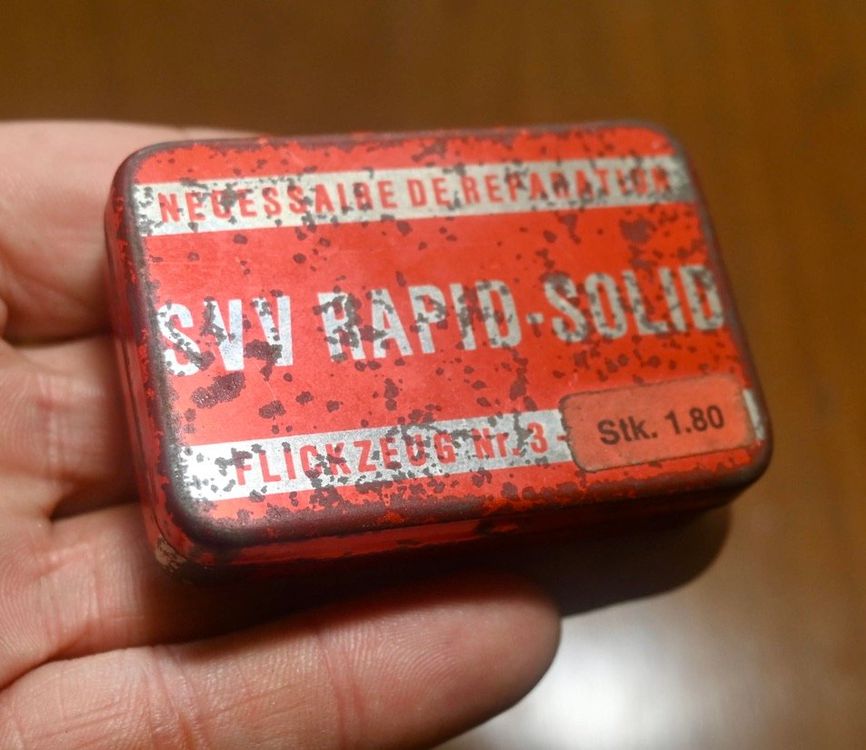 NECESSAIRE DE REPARATION
SVV RAPID-SOLID
FLICKZEUG Nr. 3 -
Stk. 1.80